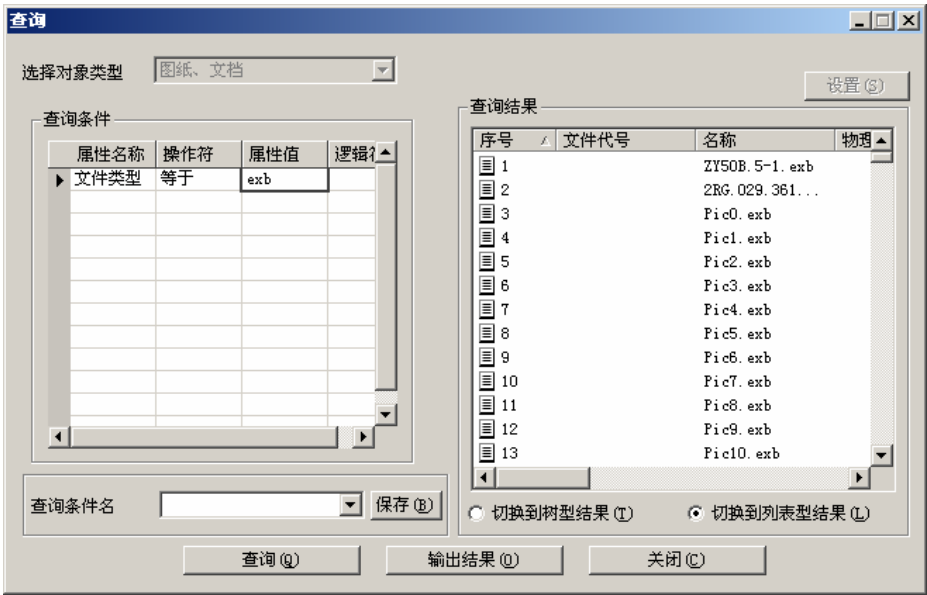 查询
选择对象类型 图纸、文档
设置(S)
查询条件
属性名称 操作符 属性值
文件类型 等于 exb
查询条件名 保存(B)
查询结果
序号 文件代号 名称 物理
1 ZY50B.5-1.exb
2 2RG.029.361...
3 Pic0.exb
4 Pic1.exb
5 Pic2.exb
6 Pic3.exb
7 Pic4.exb
8 Pic5.exb
9 Pic6.exb
10 Pic7.exb
11 Pic8.exb
12 Pic9.exb
13 Pic10.exb
切换到树型结果(T) 切换到列表型结果(L)
查询(Q) 输出结果(O) 关闭(C)